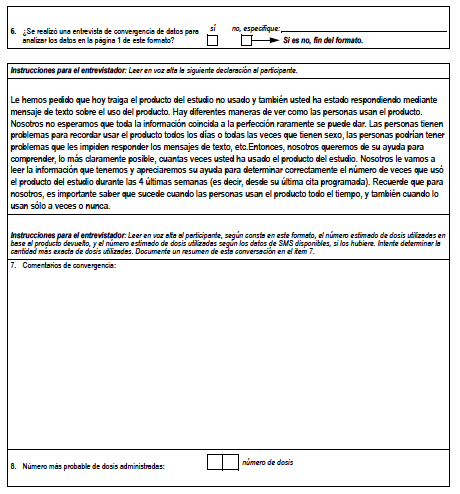 6. ¿Se realizó una entrevista de convergencia de datos para sí no, especifique:
analizar los datos en la página 1 de este formato? Si es no, fin del formato.
Instrucciones para el entrevistador: Leer en voz alta la siguiente declaración al participante.
Le hemos pedido que hoy traiga el producto del estudio no usado y también usted ha estado respondiendo mediante
mensaje de texto sobre el uso del producto. Hay diferentes maneras de ver como las personas usan el producto.
Nosotros no esperamos que toda la información coincida a la perfección raramente se puede dar. Las personas tienen
problemas para recordar usar el producto todos los días o todas las veces que tienen sexo, las personas podrían tener
problemas que les impiden responder los mensajes de texto, etc.Entonces, nosotros queremos de su ayuda para
comprender, lo más claramente posible, cuantas veces usted ha usado el producto del estudio. Nosotros le vamos a
leer la información que tenemos y apreciaremos su ayuda para determinar correctamente el número de veces que usó
el producto del estudio durante las 4 últimas semanas (es decir, desde su última cita programada). Recuerde que para
nosotros, es importante saber que sucede cuando las personas usan el producto todo el tiempo, y también cuando lo
usan sólo a veces o nunca.
Instrucciones para el entrevistador: Leer en voz alta al participante, según consta en este formato, el número estimado de dosis utilizadas en
base al producto devuelto, y el número estimado de dosis utilizadas según los datos de SMS disponibles, si los hubiere. Intente determinar la
cantidad más exacta de dosis utilizadas. Documente un resumen de esta conversación en el ítem 7.
7. Comentarios de convergencia:
8. Número más probable de dosis administradas: número de dosis